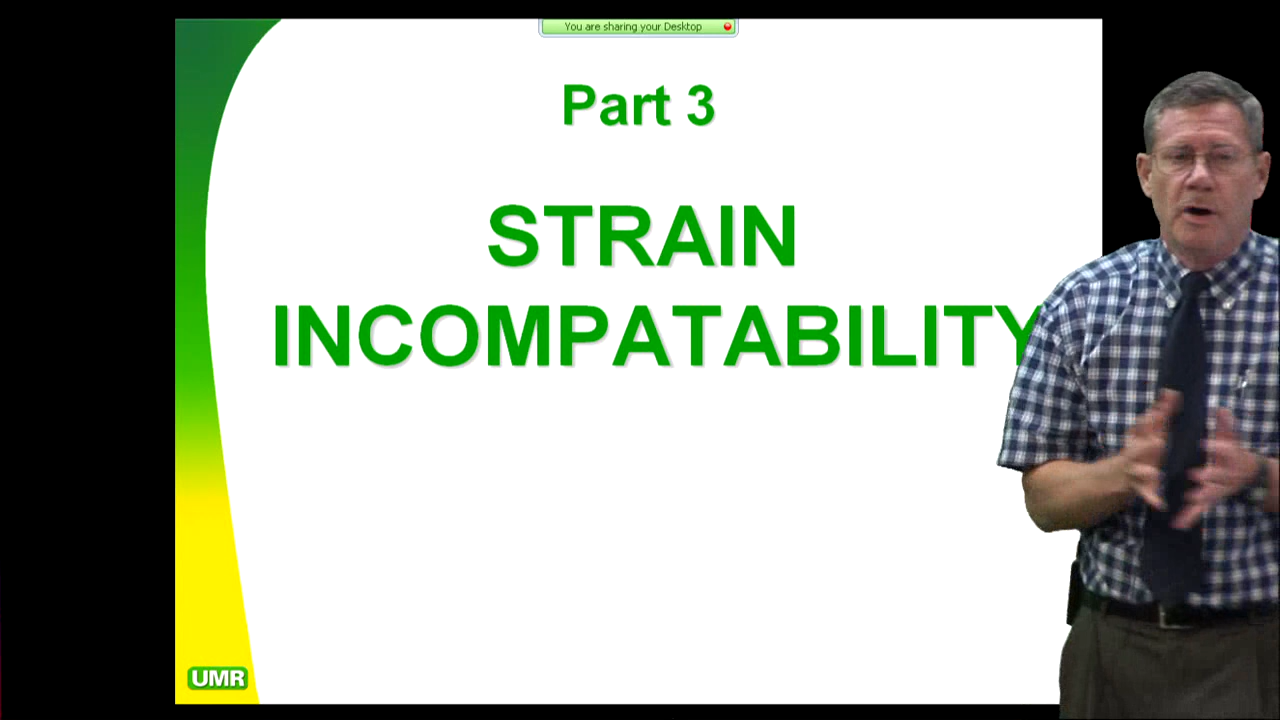 You are sharing your Desktop
Part 3
STRAIN
INCOMPATABILITY
UMR